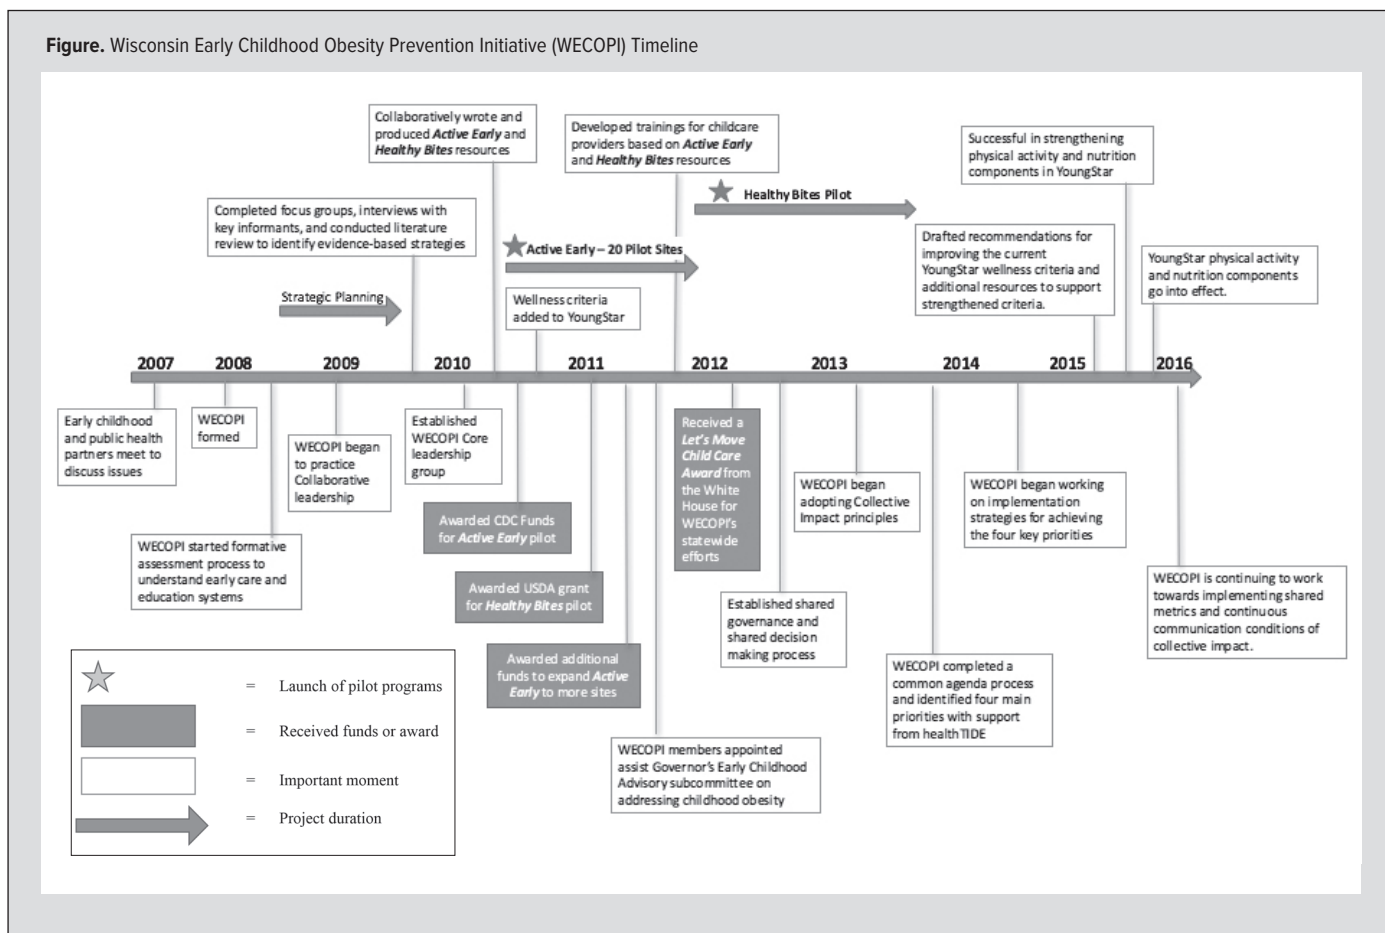 Figure. Wisconsin Early Childhood Obesity Prevention Initiative (WECOPI) Timeline
Collaboratively wrote and
produced Active Early and
Healthy Bites resources
Developed trainings for childcare
providers based on Active Early
and Healthy Bites resources
Successful in strengthening
physical activity and nutrition
components in YoungStar
Healthy Bites Pilot
Completed focus groups, interviews with
key informants, and conducted literature
review to identify evidence-based strategies
Active Early – 20 Pilot Sites
Drafted recommendations for
improving the current
YoungStar wellness criteria and
additional resources to support
strengthened criteria.
YoungStar physical activity
and nutrition components
go into effect.
Strategic Planning
Wellness criteria
added to YoungStar
2007 2008 2009 2010 2011 2012 2013 2014 2015 2016
Early childhood
and public health
partners meet to
discuss issues
WECOPI
formed
WECOPI began
to practice
Collaborative
leadership
Established
WECOPI Core
leadership
group
Received a
Let's Move
Child Care
Award from
the White
House for
WECOPI's
statewide
efforts
WECOPI began
adopting Collective
Impact principles
WECOPI began working
on implementation
strategies for achieving
the four key priorities
Awarded CDC Funds
for Active Early pilot
WECOPI started formative
assessment process to
understand early care and
education systems
Awarded USDA grant
for Healthy Bites pilot
Established shared
governance and
shared decision
making process
WECOPI is continuing to work
towards implementing shared
metrics and continuous
communication conditions of
collective impact.
Awarded additional
funds to expand Active
Early to more sites
WECOPI completed a
common agenda process
and identified four main
priorities with support
from healthTIDE
WECOPI members appointed
assist Governor's Early Childhood
Advisory subcommittee on
addressing childhood obesity
= Launch of pilot programs
= Received funds or award
= Important moment
= Project duration